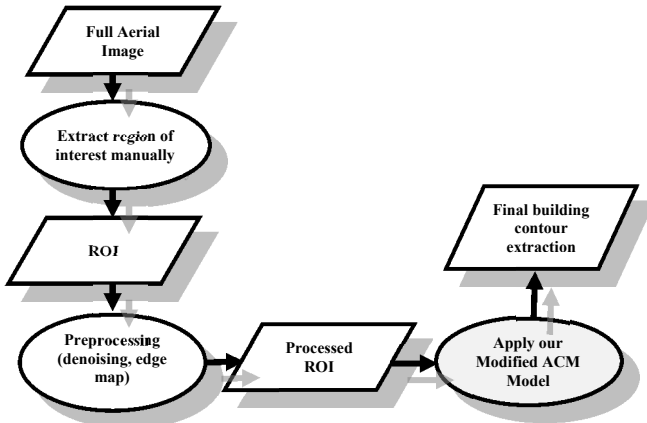 Full Aerial
Image
Extract region of
interest manually
ROI
Preprocessing
(denoising, edge
map)
Processed
ROI
Apply our
Modified ACM
Model
Final building
contour
extraction